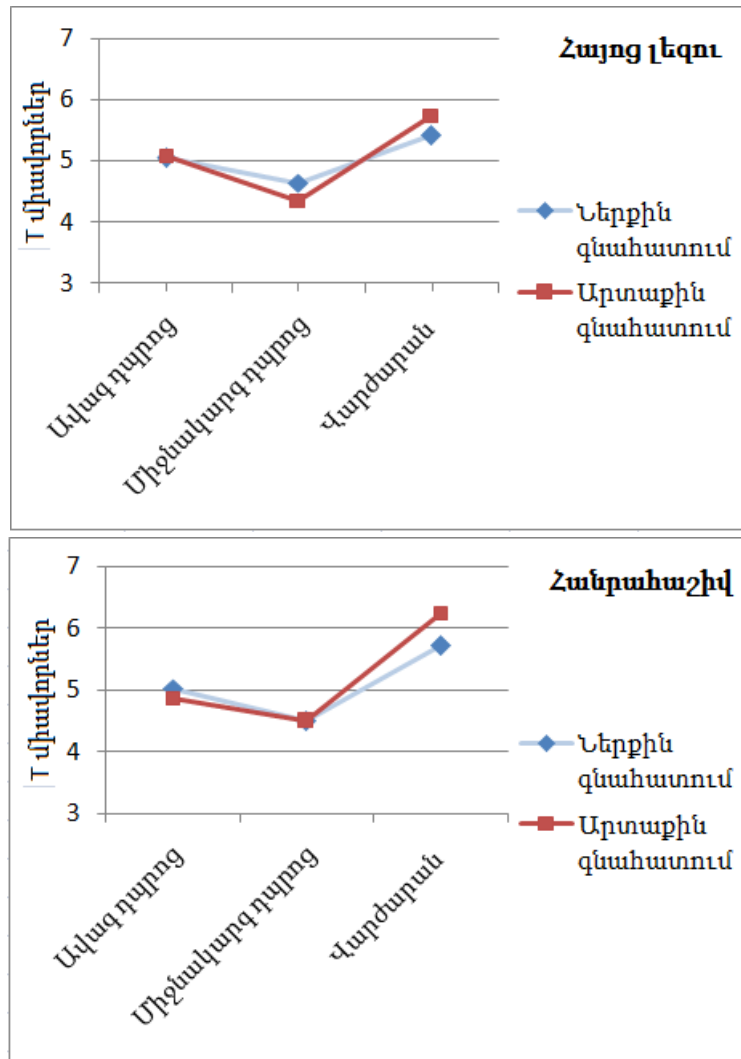 Հայոց լեզու
7
6
5
4
3
T միավորներ
Ավագ դպրոց
Միջնակարգ դպրոց
Վարժարան
Ներքին
գնահատում
Արտաքին
գնահատում
Հանրահաշիվ
7
6
5
4
3
T միավորներ
Ավագ դպրոց
Միջնակարգ դպրոց
Վարժարան
Ներքին
գնահատում
Արտաքին
գնահատում